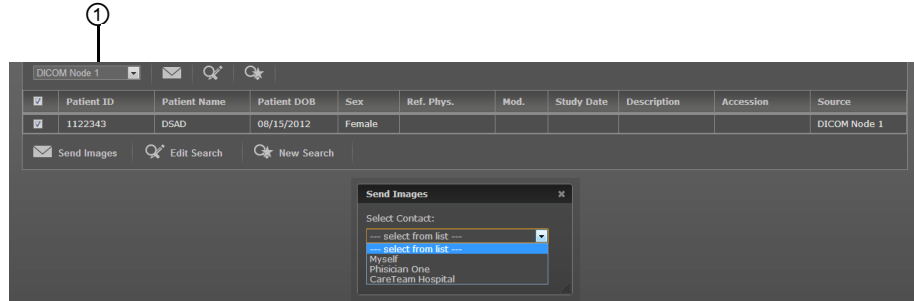 1
DICOM Node 1
Patient ID Patient Name Patient DOB Sex Ref. Phys. Mod. Study Date Description Accession Source
1122343 DSAD 08/15/2012 Female DICOM Node 1
Send Images Edit Search New Search
Send Images
Select Contact:
--- select from list ---
--- select from list ---
Myself
Phisician One
CareTeam Hospital